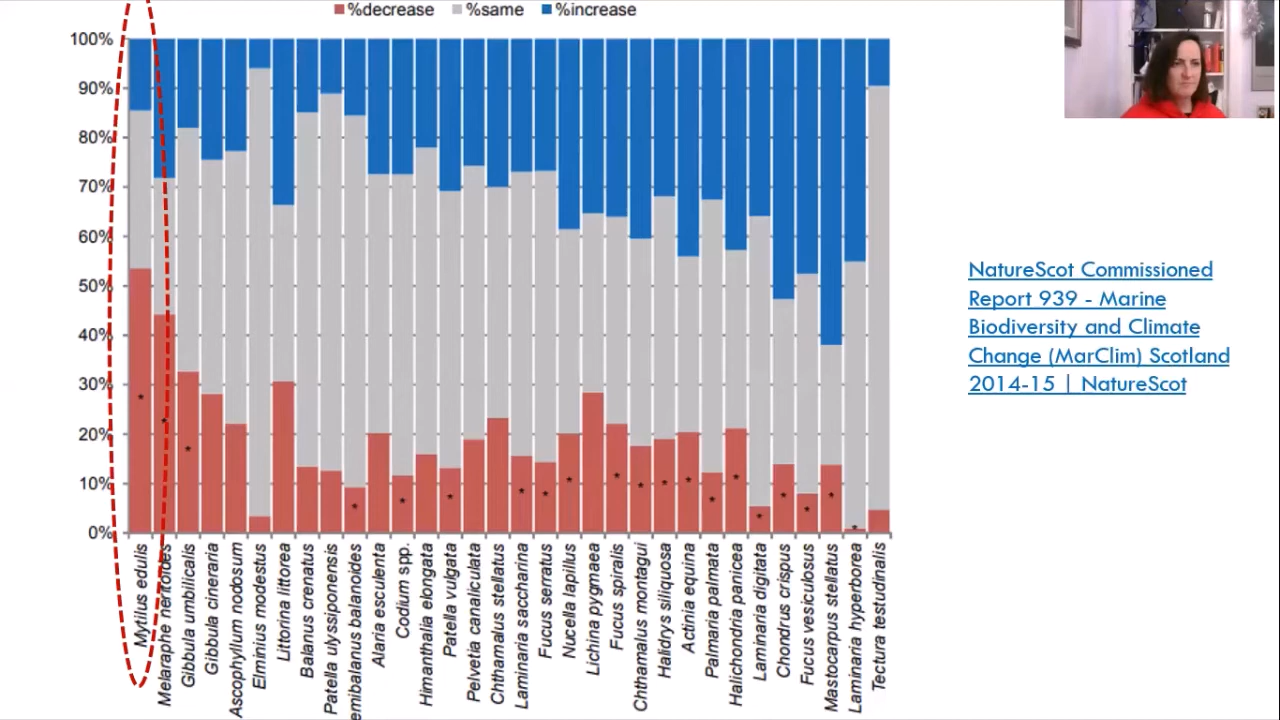 %decrease %same %increase
100%
90%
80%
70%
60%
50%
40%
30%
20%
10%
0%
Mytilus edulis
Melaraphe neritoides
Gibbula umbilicalis
Gibbula cineraria
Ascophyllum nodosum
Elminius modestus
Littorina littorea
Balanus crenatus
Patella ulyssiponensis
emibalanus balanoides
Alaria esculenta
Codium spp.
Himanthalia elongata
Patella vulgata
Pelvetia canaliculata
Chthamalus stellatus
Laminaria saccharina
Fucus serratus
Nucella lapillus
Lichina pygmaea
Fucus spiralis
Chthamalus montagui
Halidrys siliquosa
Actinia equina
Palmaria palmata
Halichondria panicea
Laminaria digitata
Chondrus crispus
Fucus vesiculosus
Mastocarpus stellatus
Laminaria hyperborea
Tectura testudinalis
NatureScot Commissioned
Report 939 - Marine
Biodiversity and Climate
Change (MarClim) Scotland
2014-15 | NatureScot